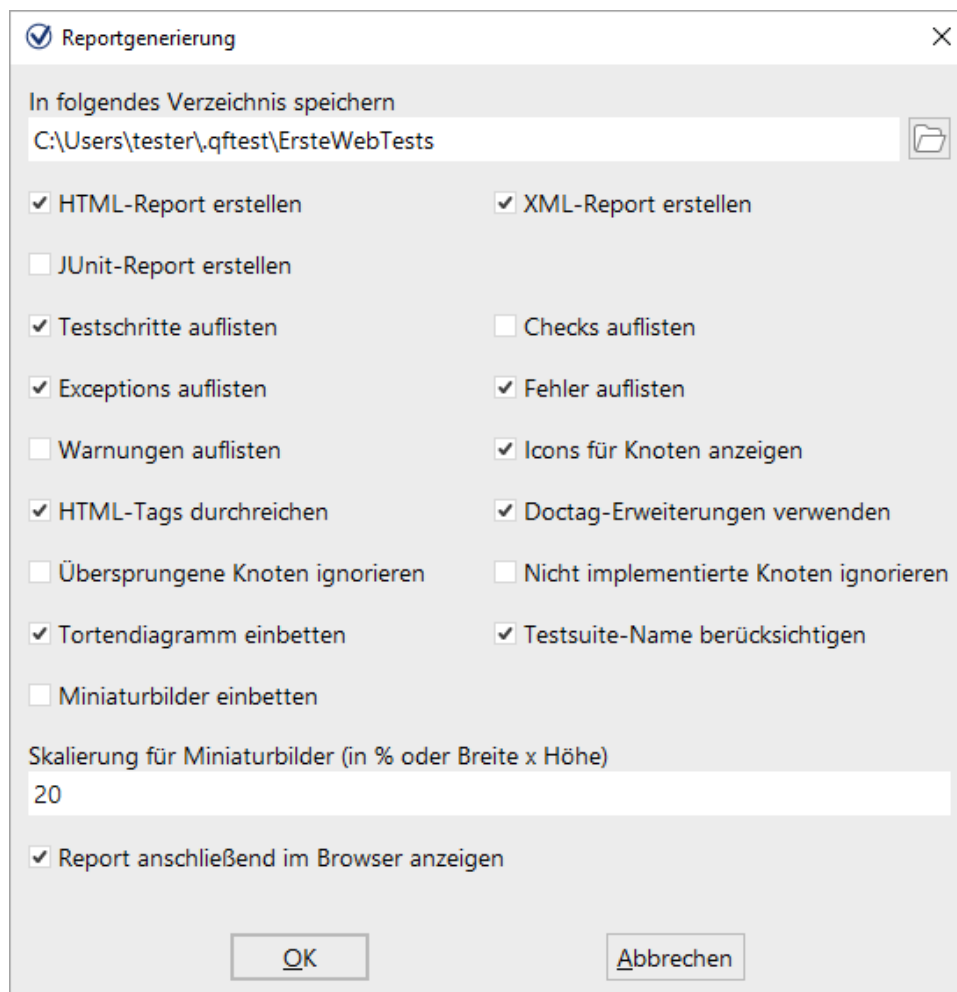 Reportgenerierung
In folgendes Verzeichnis speichern
C:\Users\tester\.qftest\ErsteWebTests
HTML-Report erstellen XML-Report erstellen
JUnit-Report erstellen
Testschritte auflisten Checks auflisten
Exceptions auflisten Fehler auflisten
Warnungen auflisten Icons für Knoten anzeigen
HTML-Tags durchreichen Doctag-Erweiterungen verwenden
Übersprungene Knoten ignorieren Nicht implementierte Knoten ignorieren
Tortendiagramm einbetten Testsuite-Name berücksichtigen
Miniaturbilder einbetten
Skalierung für Miniaturbilder (in % oder Breite x Höhe)
20
Report anschließend im Browser anzeigen
OK Abbrechen